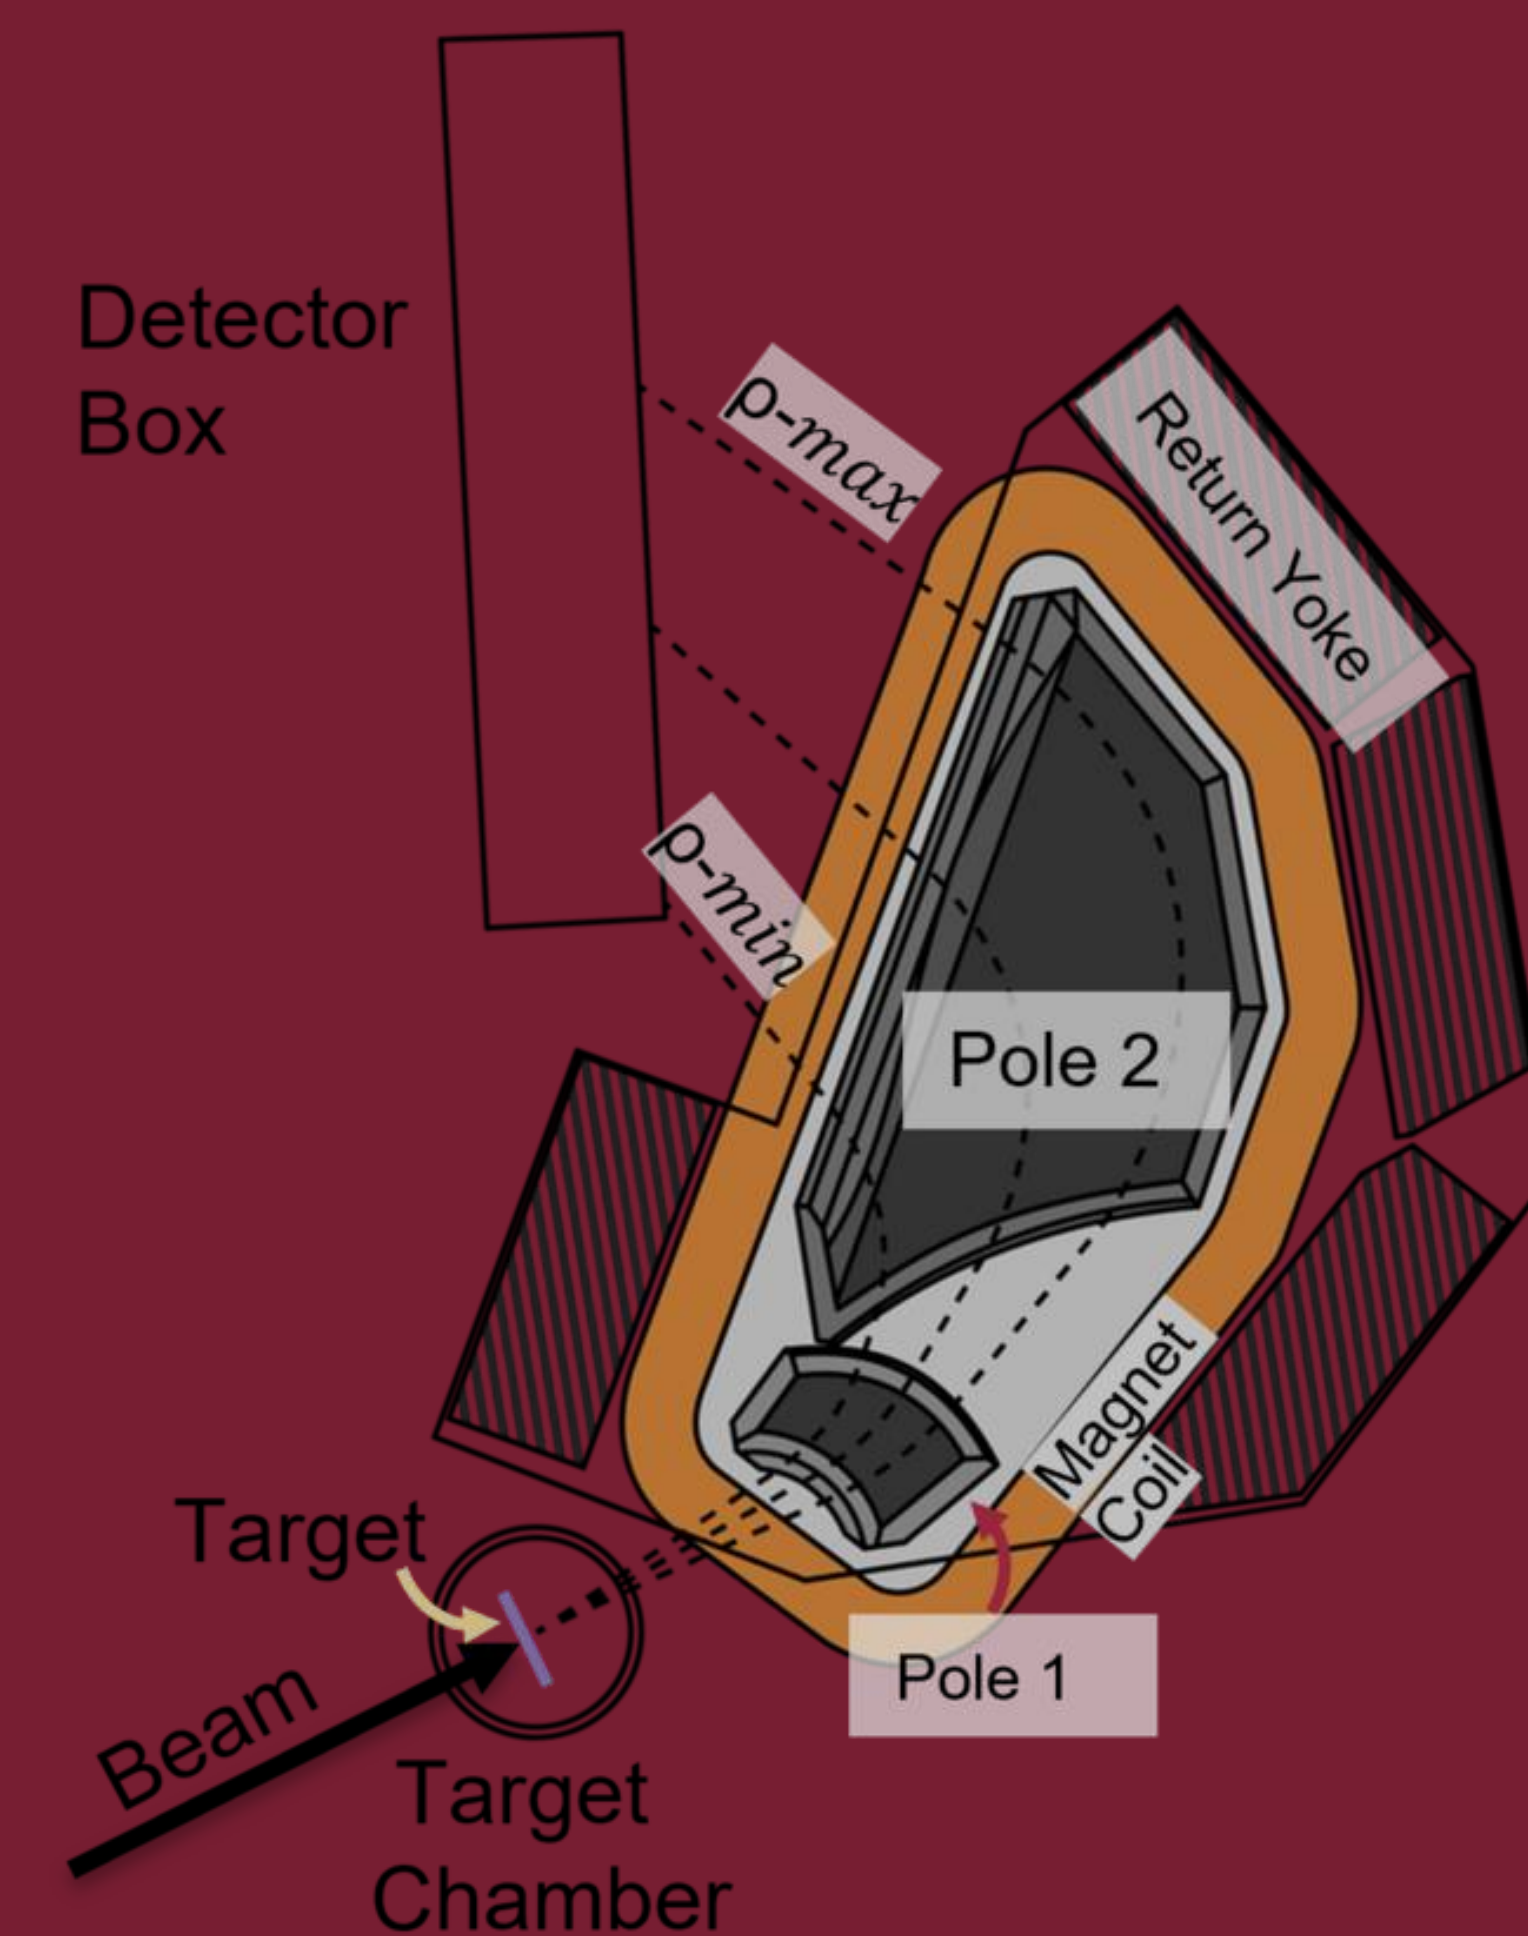 Detector
Box
ρ-max
Return Yoke
ρ-min
Pole 2
Magnet
Coil
Target
Pole 1
Beam
Target
Chamber